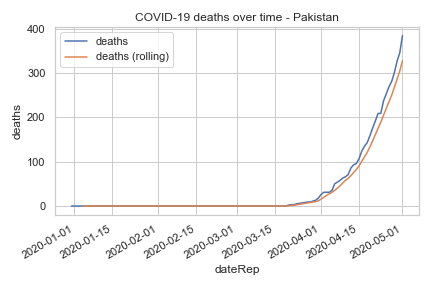 COVID-19 deaths over time - Pakistan
deaths
deaths (rolling)
400
300
200
100
0
deaths
2020-01-01
2020-01-15
2020-02-01
2020-02-15
2020-03-01
2020-03-15
2020-04-01
2020-04-15
2020-05-01
dateRep